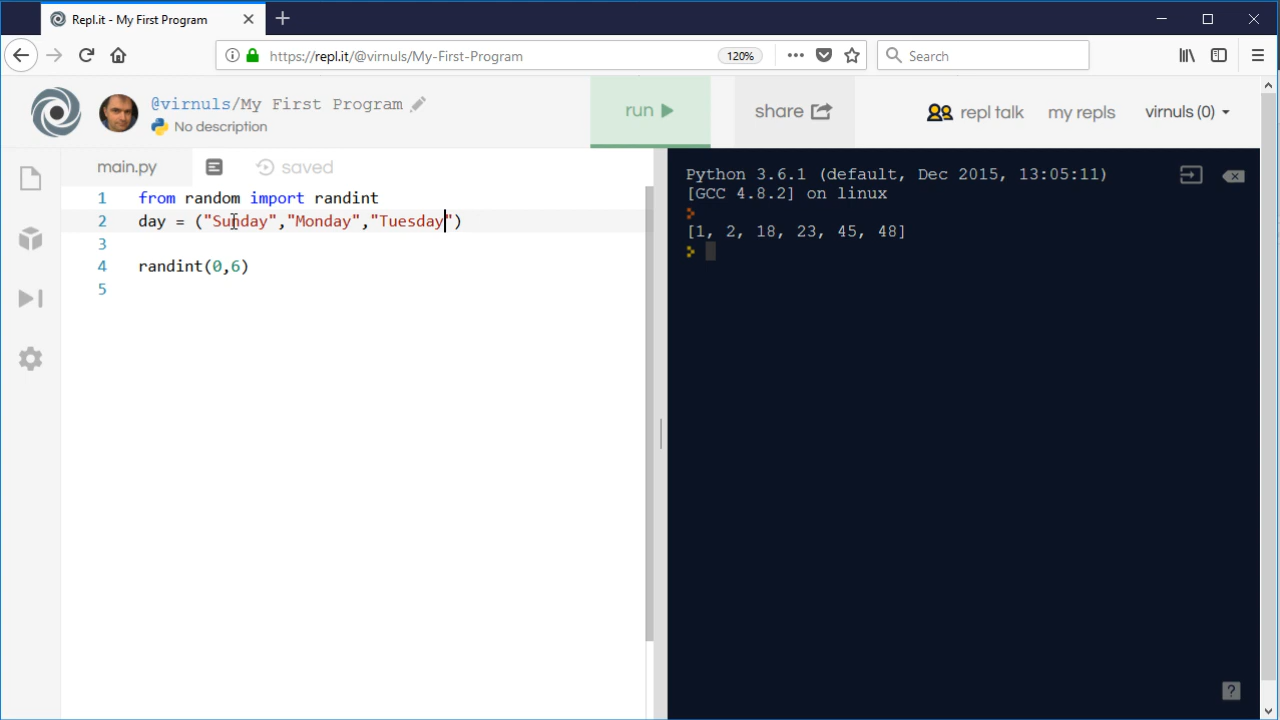 Repl.it - My First Program
https://repl.it/@virnuls/My-First-Program
120%
Search
@virnuls/My First Program
No description
run
share
repl talk
my repls
virnuls (0)
main.py
saved
1 from random import randint
2 day = ("Sunday","Monday","Tuesday")
3
4 randint(0,6)
5
Python 3.6.1 (default, Dec 2015, 13:05:11)
[GCC 4.8.2] on linux
[1, 2, 18, 23, 45, 48]
?